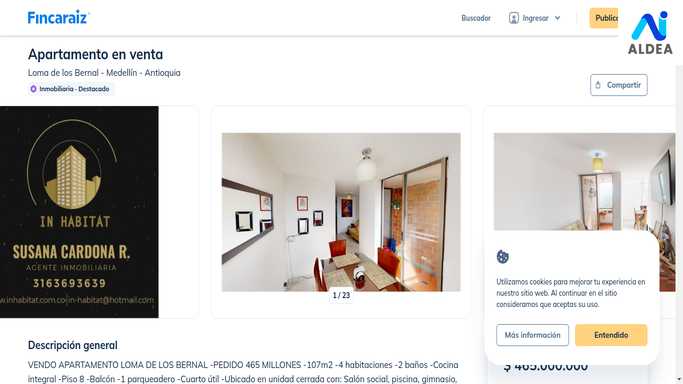 Fincaraiz
Buscador
Ingresar
Publica
ALDEA
Apartamento en venta
Loma de los Bernal - Medellín - Antioquia
Inmobiliaria - Destacado
Compartir
IN HABITAT
SUSANA CARDONA R.
AGENTE INMOBILIARIA
3163693639
w.inhabitat.com.co|in-habitat@hotmail.com
1 / 23
Utilizamos cookies para mejorar tu experiencia en
nuestro sitio web. Al continuar en el sitio
consideramos que aceptas su uso.
Más información
Entendido
$ 465.000.000
Descripción general
VENDO APARTAMENTO LOMA DE LOS BERNAL -PEDIDO 465 MILLONES -107m2 -4 habitaciones -2 baños -Cocina
integral -Piso 8 -Balcón -1 parqueadero -Cuarto útil -Ubicado en unidad cerrada con: Salón social, piscina, gimnasio,